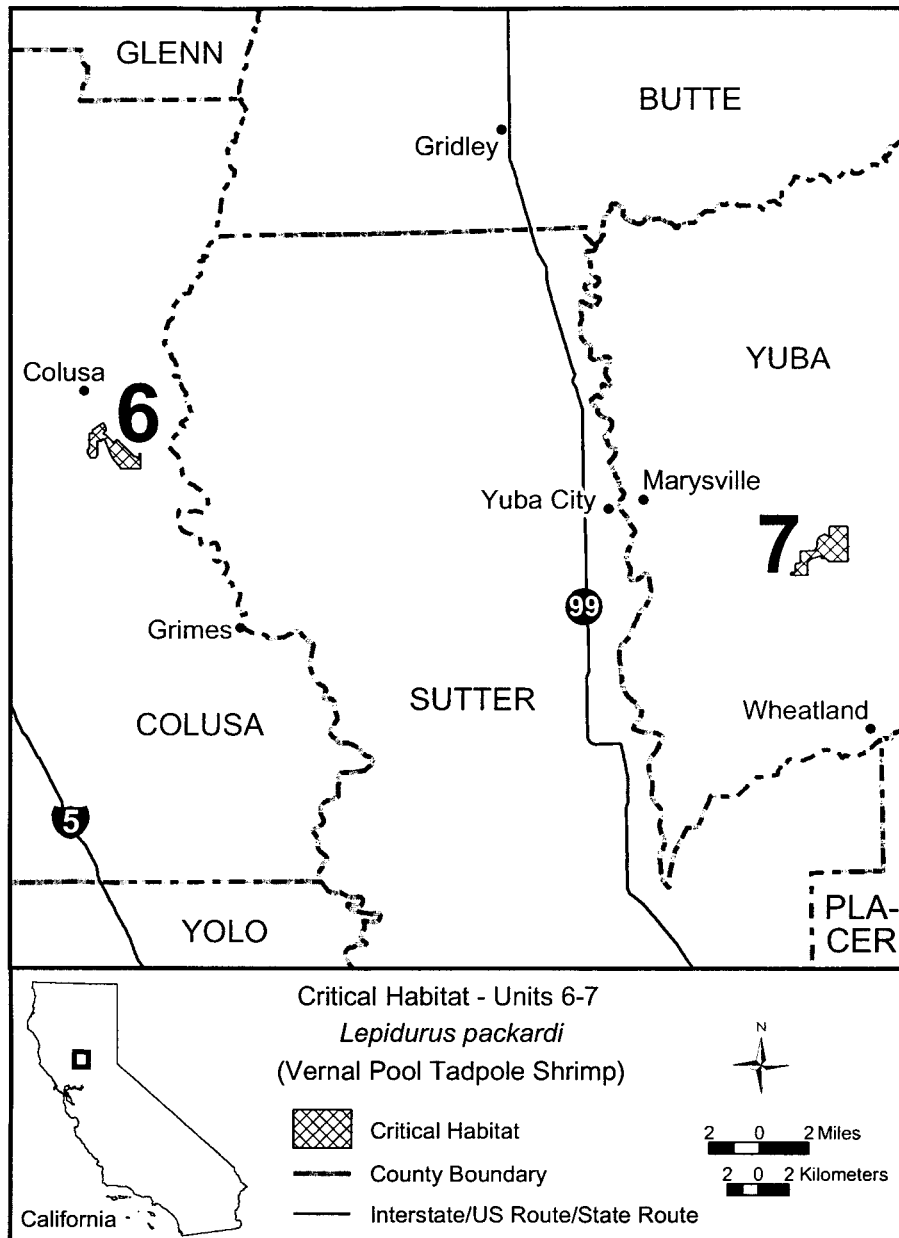 GLENN
BUTTE
Gridley
YUBA
Colusa
6
Marysville
Yuba City
7
99
Grimes
SUTTER
COLUSA
Wheatland
5
PLA-
CER
YOLO
Critical Habitat - Units 6-7
Lepidurus packardi
(Vernal Pool Tadpole Shrimp)
N
Critical Habitat
2 0 2 Miles
County Boundary
2 0 2 Kilometers
Interstate/US Route/State Route
California